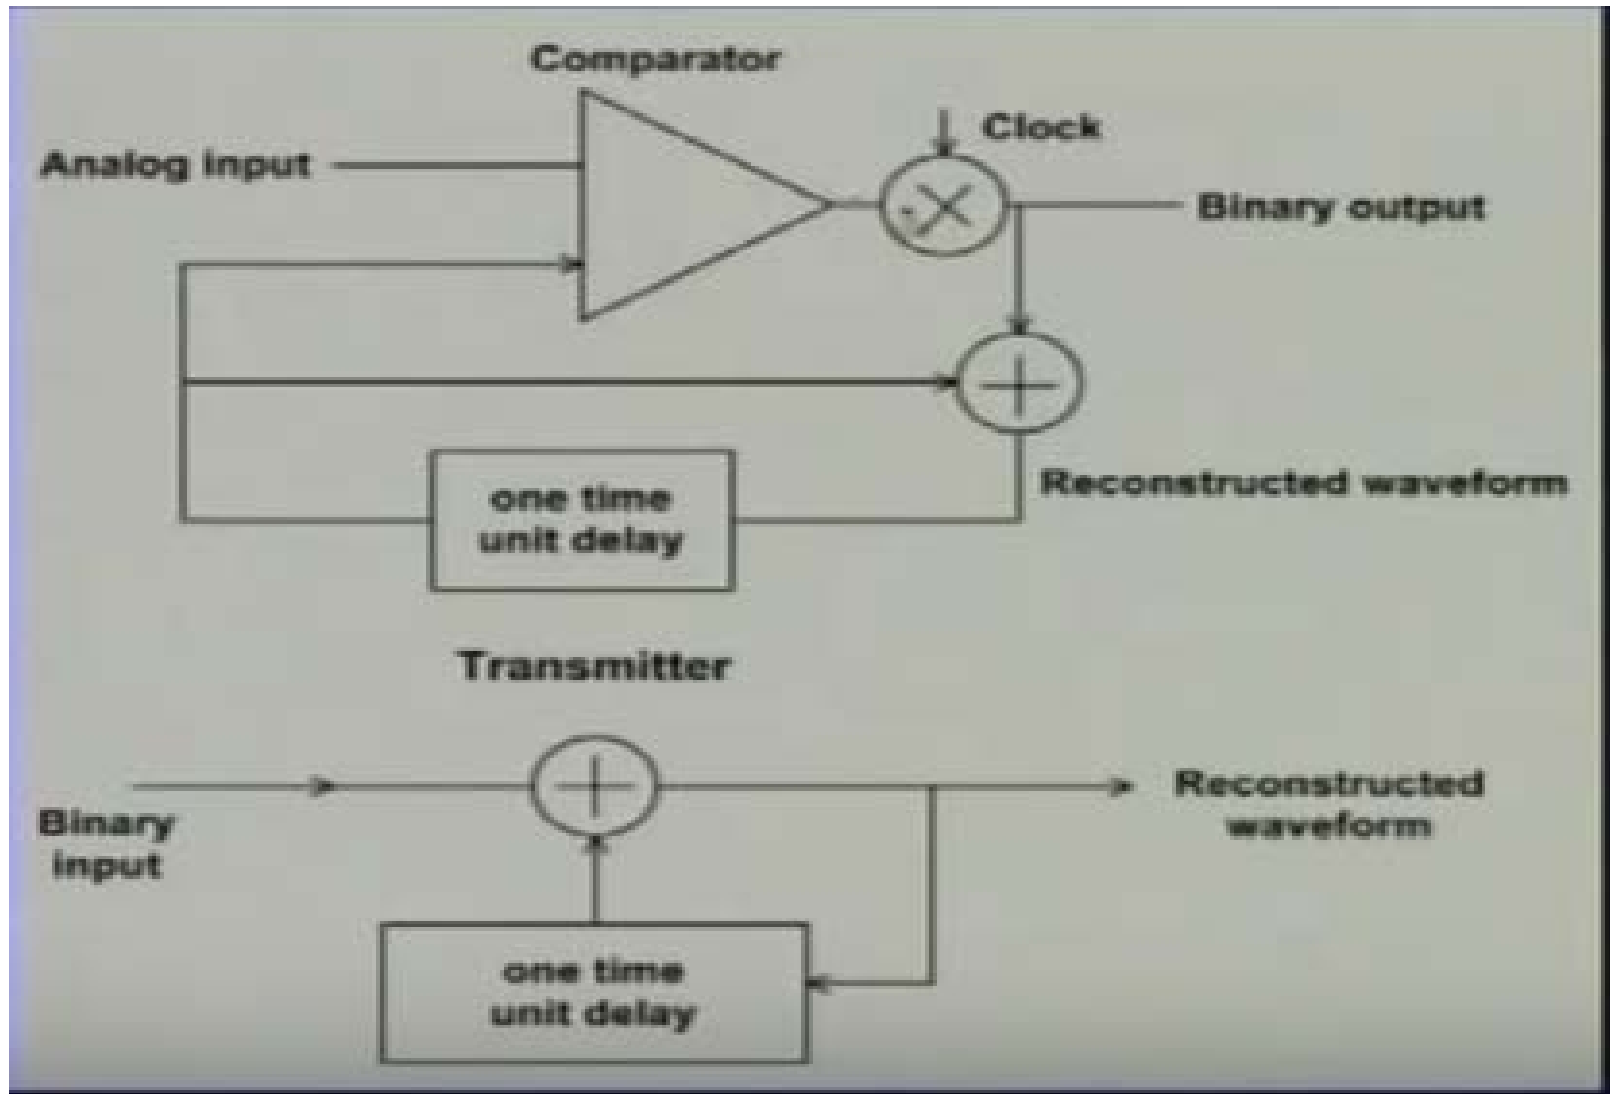 Comparator
Clock
Analog input
Binary output
Reconstructed waveform
one time
unit delay
Transmitter
Binary
input
Reconstructed
waveform
one time
unit delay